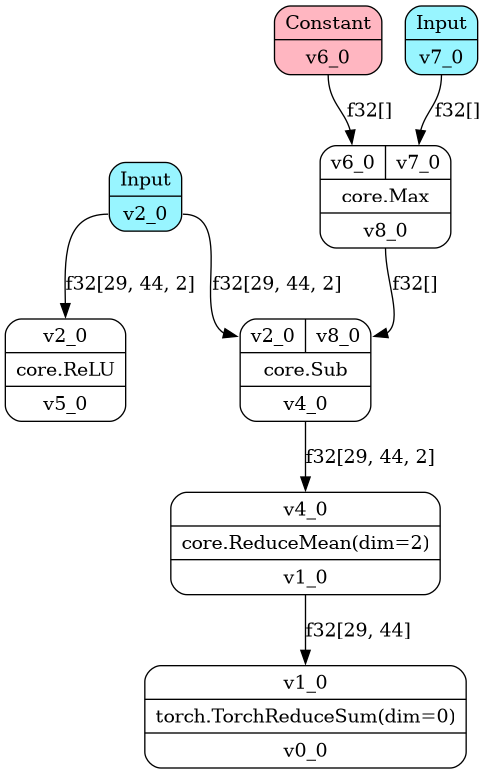 Constant
v6_0
Input
v7_0
f32[]
f32[]
v6_0 v7_0
core.Max
v8_0
Input
v2_0
f32[29, 44, 2]
f32[29, 44, 2]
f32[]
v2_0
core.ReLU
v5_0
v2_0 v8_0
core.Sub
v4_0
f32[29, 44, 2]
v4_0
core.ReduceMean(dim=2)
v1_0
f32[29, 44]
v1_0
torch.TorchReduceSum(dim=0)
v0_0